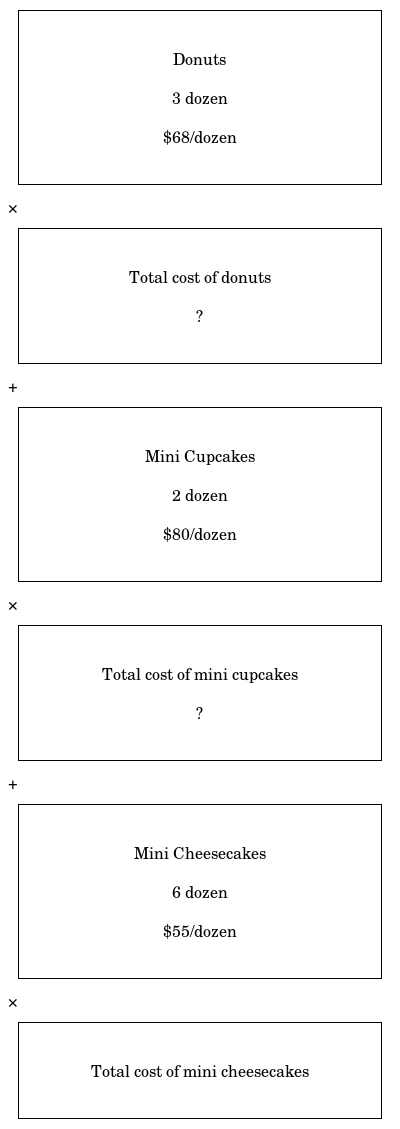 Donuts
3 dozen
$68/dozen
×
Total cost of donuts
?
+
Mini Cupcakes
2 dozen
$80/dozen
×
Total cost of mini cupcakes
?
+
Mini Cheesecakes
6 dozen
$55/dozen
×
Total cost of mini cheesecakes